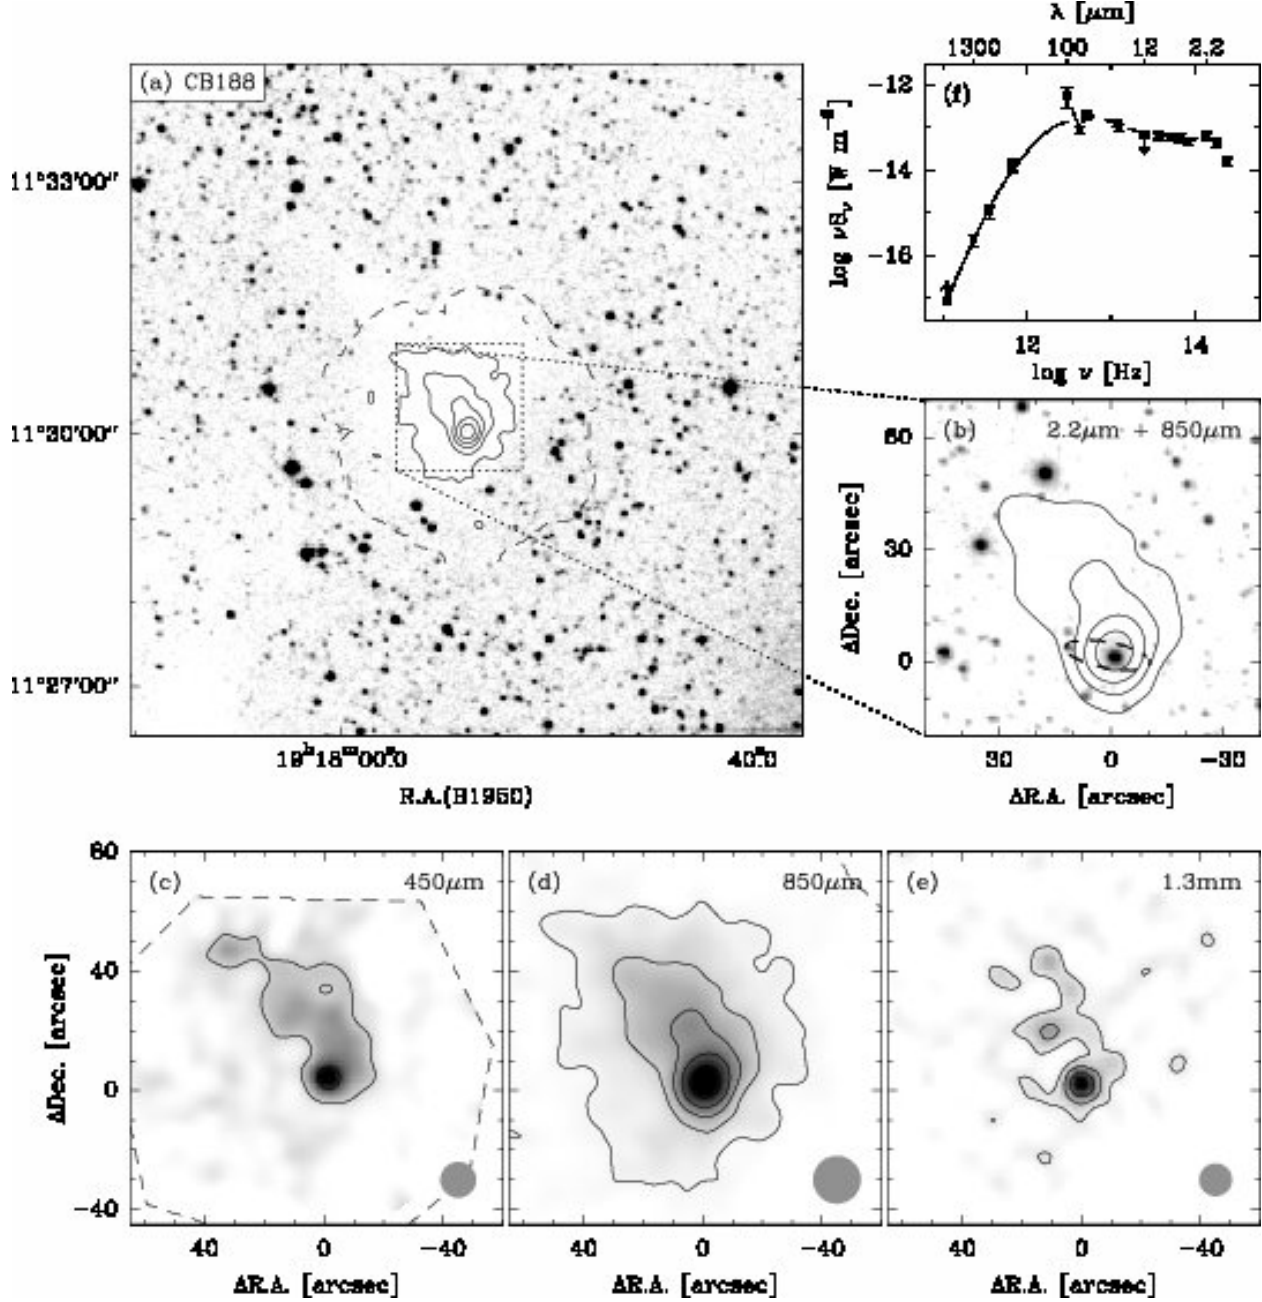 λ [μm]
1300 100 12 2.2
(a) CB188
(f)
-12
-14
-16
log νSν [W m⁻²]
12 14
log ν [Hz]
11°33′00″
11°30′00″
11°27′00″
19ʰ18ᵐ00ˢ.0 40ˢ.0
R.A.(B1950)
(b) 2.2μm + 850μm
60
30
0
ΔDec. [arcsec]
30 0 -30
ΔR.A. [arcsec]
(c) 450μm
(d) 850μm
(e) 1.3mm
60
40
20
0
-40
ΔDec. [arcsec]
40 0 -40
40 0 -40
40 0 -40
ΔR.A. [arcsec]
ΔR.A. [arcsec]
ΔR.A. [arcsec]